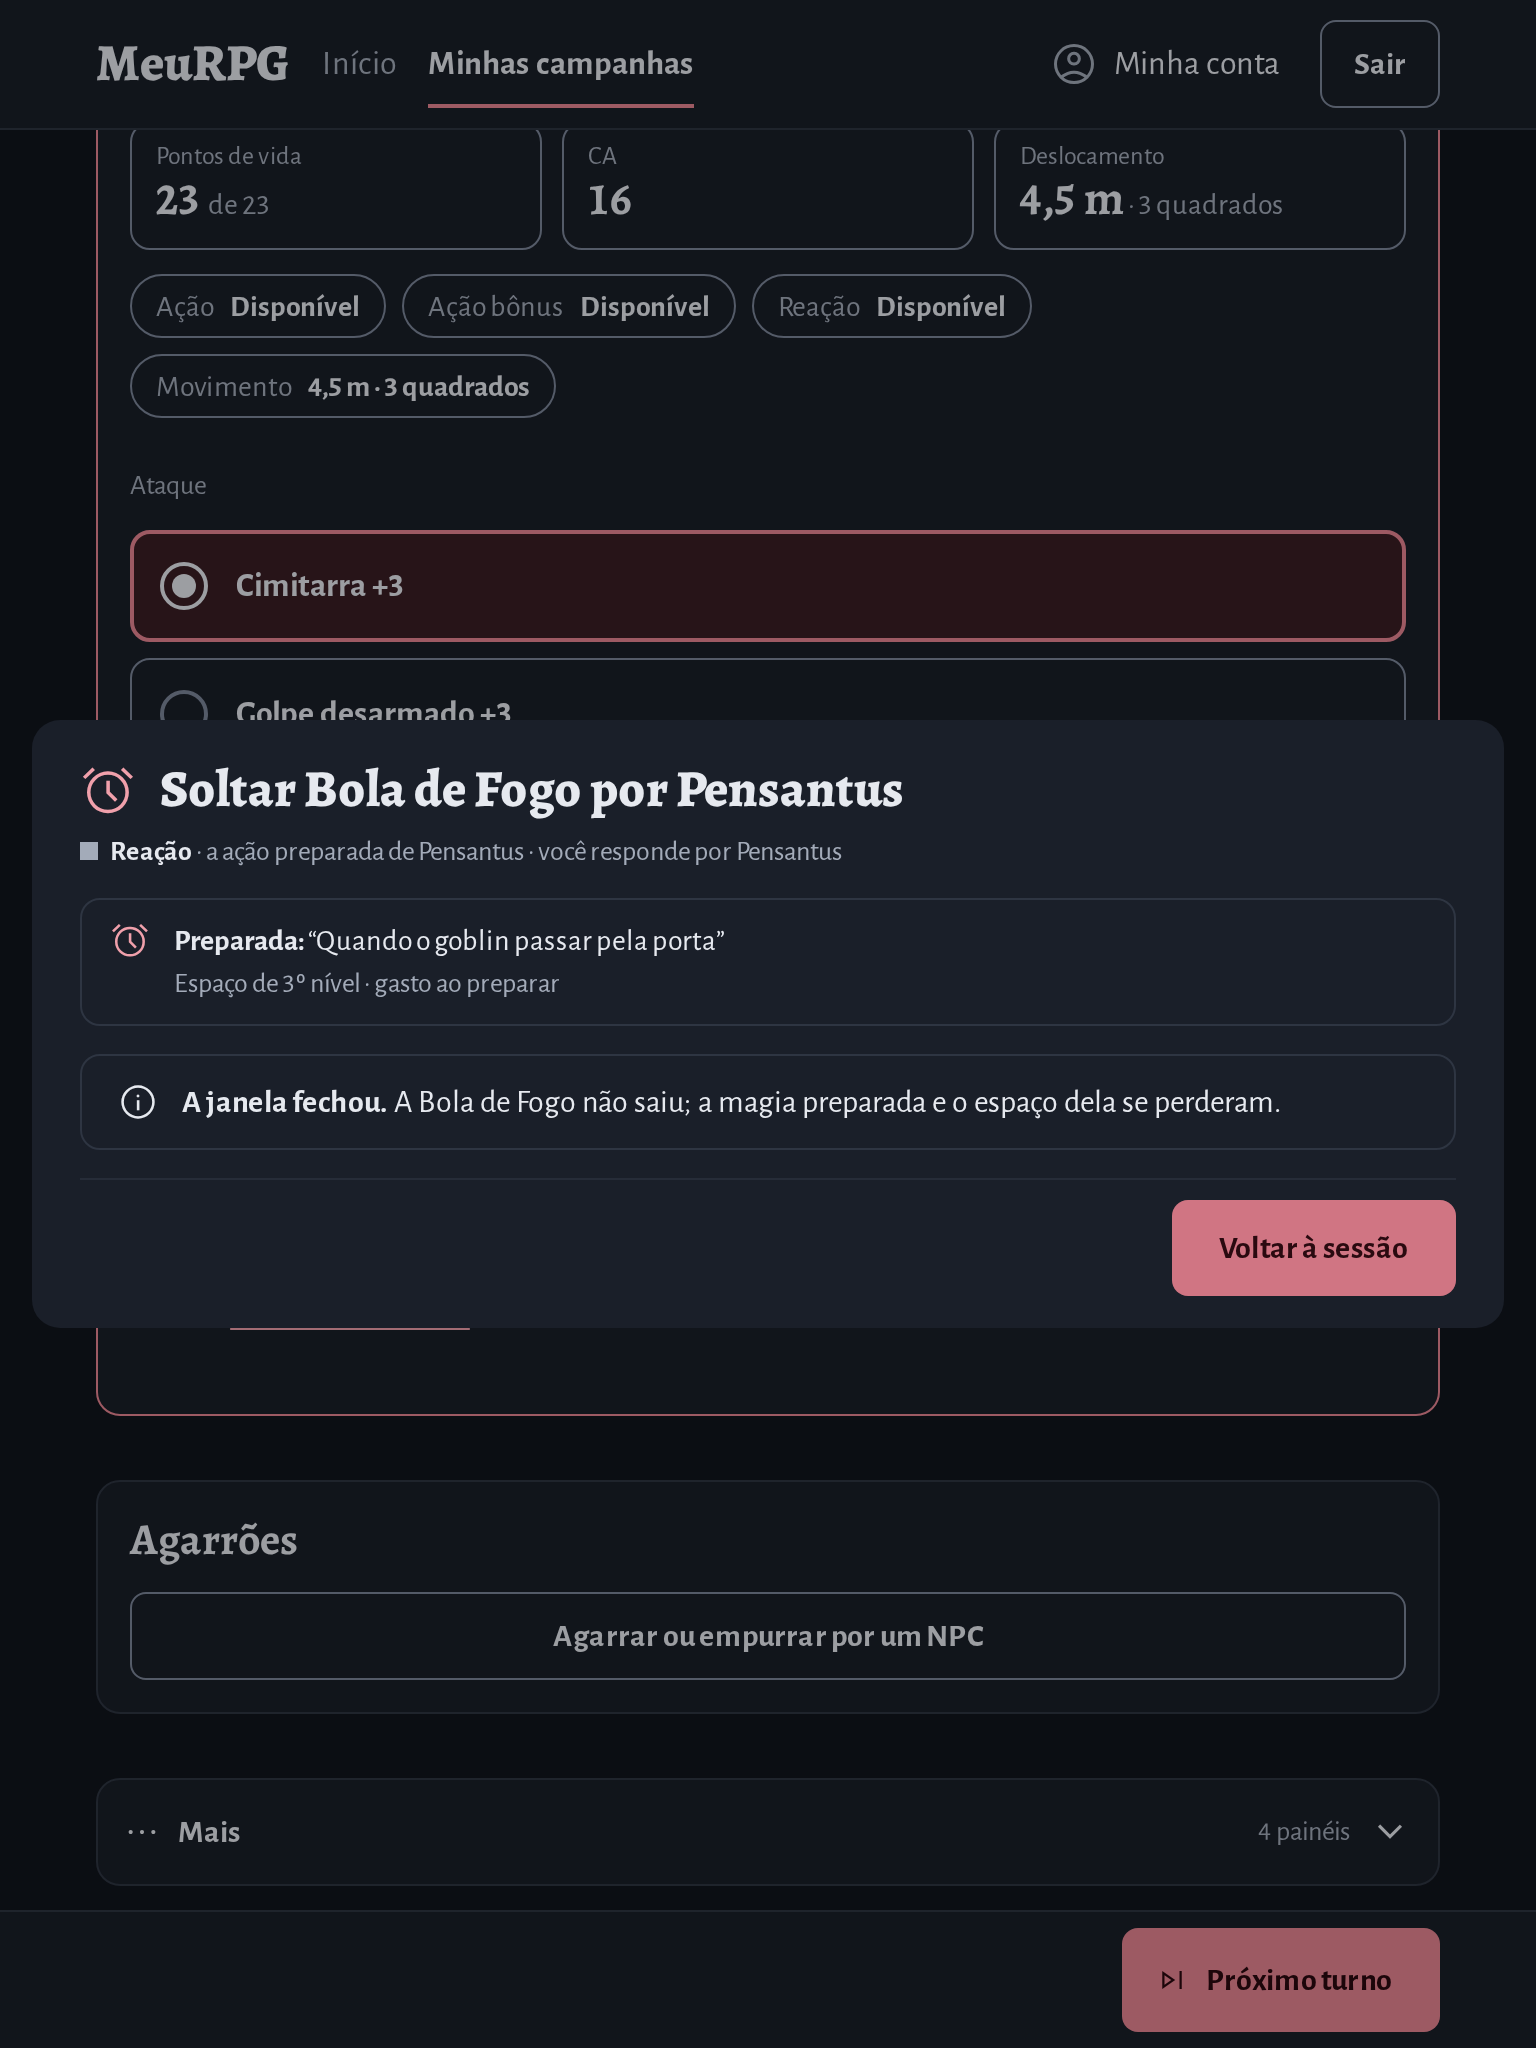 MeuRPG Início Minhas campanhas Minha conta Sair
Pontos de vida CA Deslocamento
23 de 23 16 4,5 m · 3 quadrados
Ação Disponível Ação bônus Disponível Reação Disponível
Movimento 4,5 m · 3 quadrados
Ataque
Cimitarra +3
Golpe desarmado +3
Soltar Bola de Fogo por Pensantus
Reação · a ação preparada de Pensantus · você responde por Pensantus
Preparada: “Quando o goblin passar pela porta”
Espaço de 3º nível · gasto ao preparar
A janela fechou. A Bola de Fogo não saiu; a magia preparada e o espaço dela se perderam.
Voltar à sessão
Agarrões
Agarrar ou empurrar por um NPC
Mais 4 painéis
Próximo turno